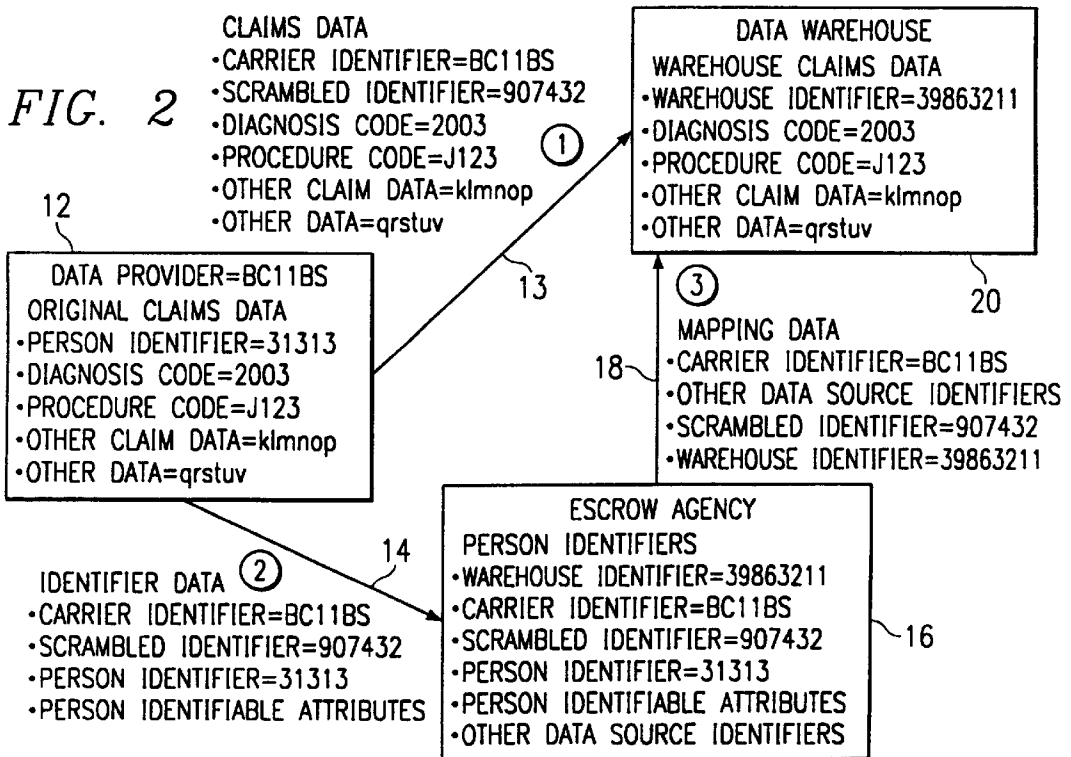 FIG. 2
CLAIMS DATA
•CARRIER IDENTIFIER=BC11BS
•SCRAMBLED IDENTIFIER=907432
•DIAGNOSIS CODE=2003
•PROCEDURE CODE=J123
•OTHER CLAIM DATA=klmnop
•OTHER DATA=qrstuv
1
13
DATA WAREHOUSE
WAREHOUSE CLAIMS DATA
•WAREHOUSE IDENTIFIER=39863211
•DIAGNOSIS CODE=2003
•PROCEDURE CODE=J123
•OTHER CLAIM DATA=klmnop
•OTHER DATA=qrstuv
20
12
DATA PROVIDER=BC11BS
ORIGINAL CLAIMS DATA
•PERSON IDENTIFIER=31313
•DIAGNOSIS CODE=2003
•PROCEDURE CODE=J123
•OTHER CLAIM DATA=klmnop
•OTHER DATA=qrstuv
3
18
MAPPING DATA
•CARRIER IDENTIFIER=BC11BS
•OTHER DATA SOURCE IDENTIFIERS
•SCRAMBLED IDENTIFIER=907432
•WAREHOUSE IDENTIFIER=39863211
2
14
IDENTIFIER DATA
•CARRIER IDENTIFIER=BC11BS
•SCRAMBLED IDENTIFIER=907432
•PERSON IDENTIFIER=31313
•PERSON IDENTIFIABLE ATTRIBUTES
ESCROW AGENCY
PERSON IDENTIFIERS
•WAREHOUSE IDENTIFIER=39863211
•CARRIER IDENTIFIER=BC11BS
•SCRAMBLED IDENTIFIER=907432
•PERSON IDENTIFIER=31313
•PERSON IDENTIFIABLE ATTRIBUTES
•OTHER DATA SOURCE IDENTIFIERS
16